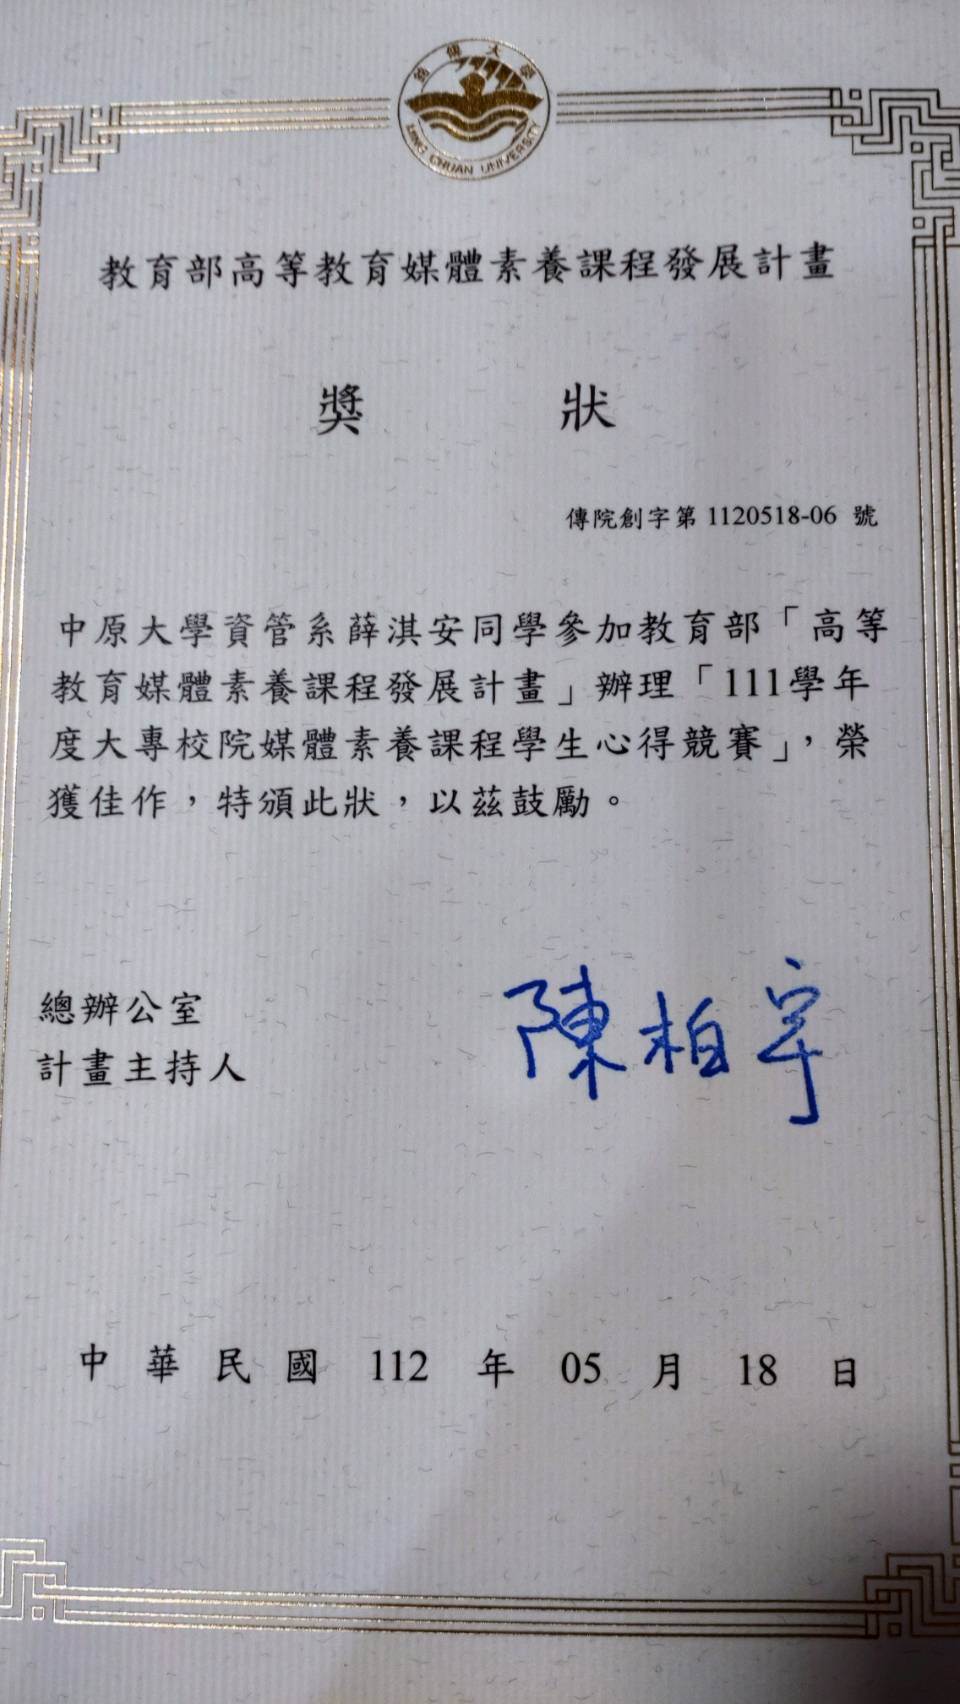 銘傳大學
MING CHUAN UNIVERSITY
教育部高等教育媒體素養課程發展計畫
獎 狀
傳院創字第 1120518-06 號
中原大學資管系薛淇安同學參加教育部「高等
教育媒體素養課程發展計畫」辦理「111學年
度大專校院媒體素養課程學生心得競賽」，榮
獲佳作，特頒此狀，以茲鼓勵。
總辦公室
計畫主持人
陳柏宇
中華民國 112 年 05 月 18 日